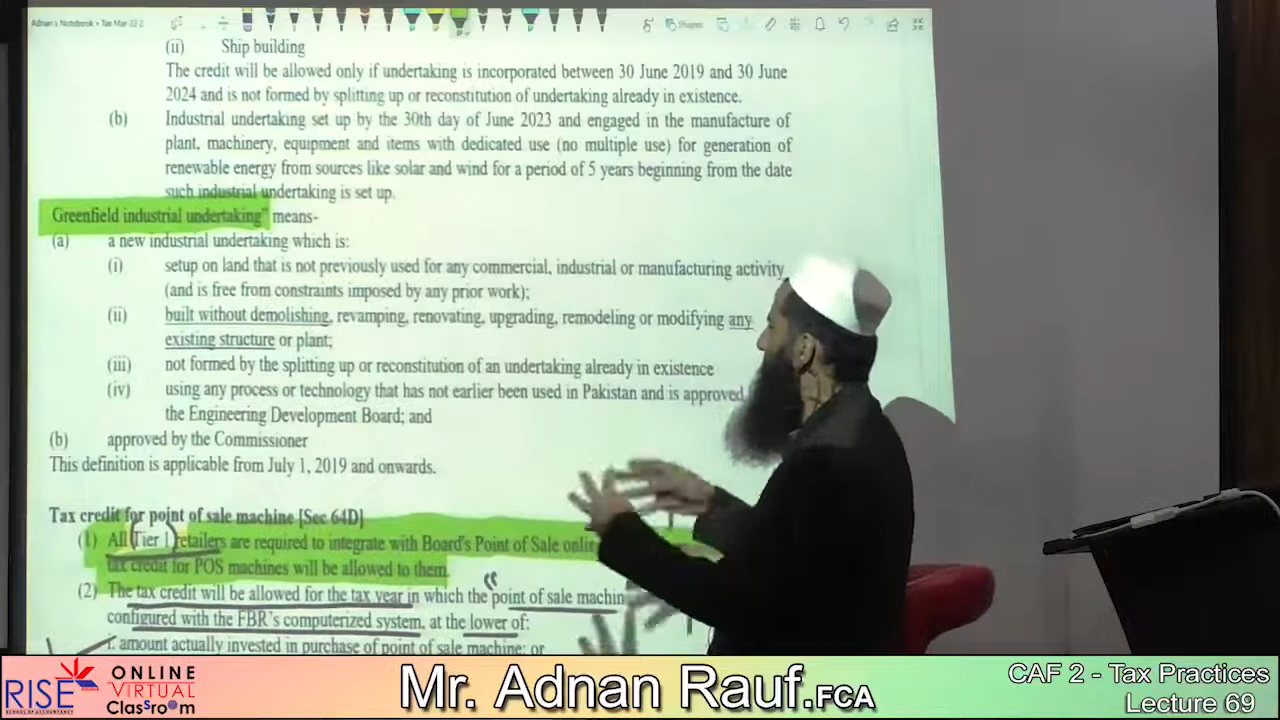 Adnan's Notebook » Tax Mar 22 2
Shapes
(ii) Ship building
The credit will be allowed only if undertaking is incorporated between 30 June 2019 and 30 June
2024 and is not formed by splitting up or reconstitution of undertaking already in existence.
(b) Industrial undertaking set up by the 30th day of June 2023 and engaged in the manufacture of
plant, machinery, equipment and items with dedicated use (no multiple use) for generation of
renewable energy from sources like solar and wind for a period of 5 years beginning from the date
such industrial undertaking is set up.
Greenfield industrial undertaking" means-
(a) a new industrial undertaking which is:
(i) setup on land that is not previously used for any commercial, industrial or manufacturing activity
(and is free from constraints imposed by any prior work);
(ii) built without demolishing, revamping, renovating, upgrading, remodeling or modifying any
existing structure or plant;
(iii) not formed by the splitting up or reconstitution of an undertaking already in existence
(iv) using any process or technology that has not earlier been used in Pakistan and is approved
the Engineering Development Board; and
(b) approved by the Commissioner
This definition is applicable from July 1, 2019 and onwards.
Tax credit for point of sale machine [Sec 64D]
(1) All Tier 1 retailers are required to integrate with Board's Point of Sale
tax credit for POS machines will be allowed to them.
(2) The tax credit will be allowed for the tax year in which the point of sale
configured with the FBR's computerized system, at the lower of:
i. amount actually invested in purchase of point of sale machine; or
RISE
SCHOOL OF ACCOUNTANCY
ONLINE
VIRTUAL
ClasSroom
Mr. Adnan Rauf.FCA
CAF 2 - Tax Practices
Lecture 69